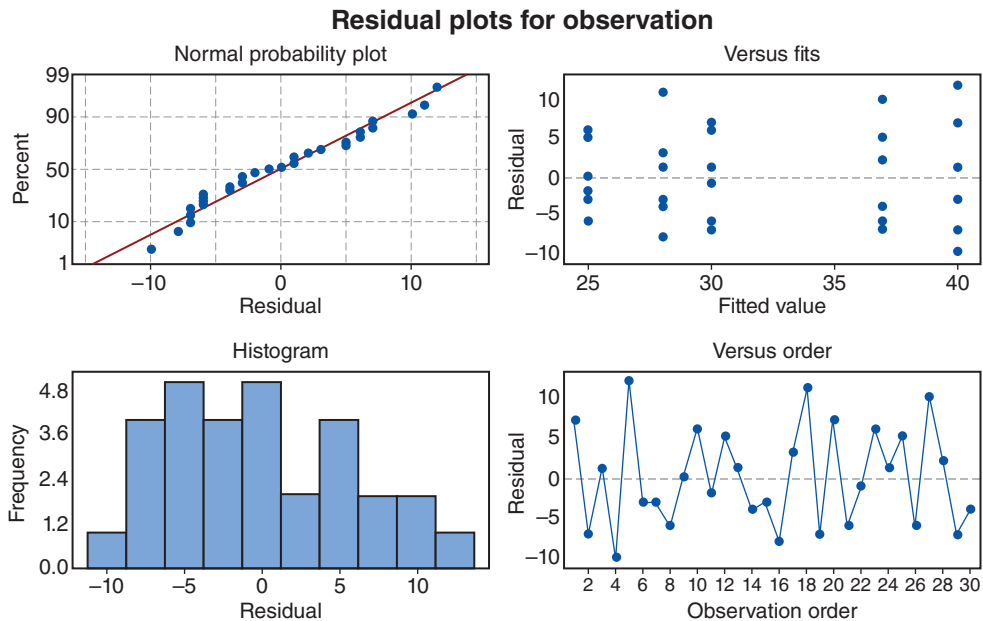 Residual plots for observation
Normal probability plot
Versus fits
99
90
50
10
1
Percent
−10
0
10
Residual
10
5
0
−5
−10
Residual
25
30
35
40
Fitted value
Histogram
Versus order
4.8
3.6
2.4
1.2
0.0
Frequency
−10
−5
0
5
10
Residual
10
5
0
−5
−10
Residual
2 4 6 8 10 12 14 16 18 20 22 24 26 28 30
Observation order